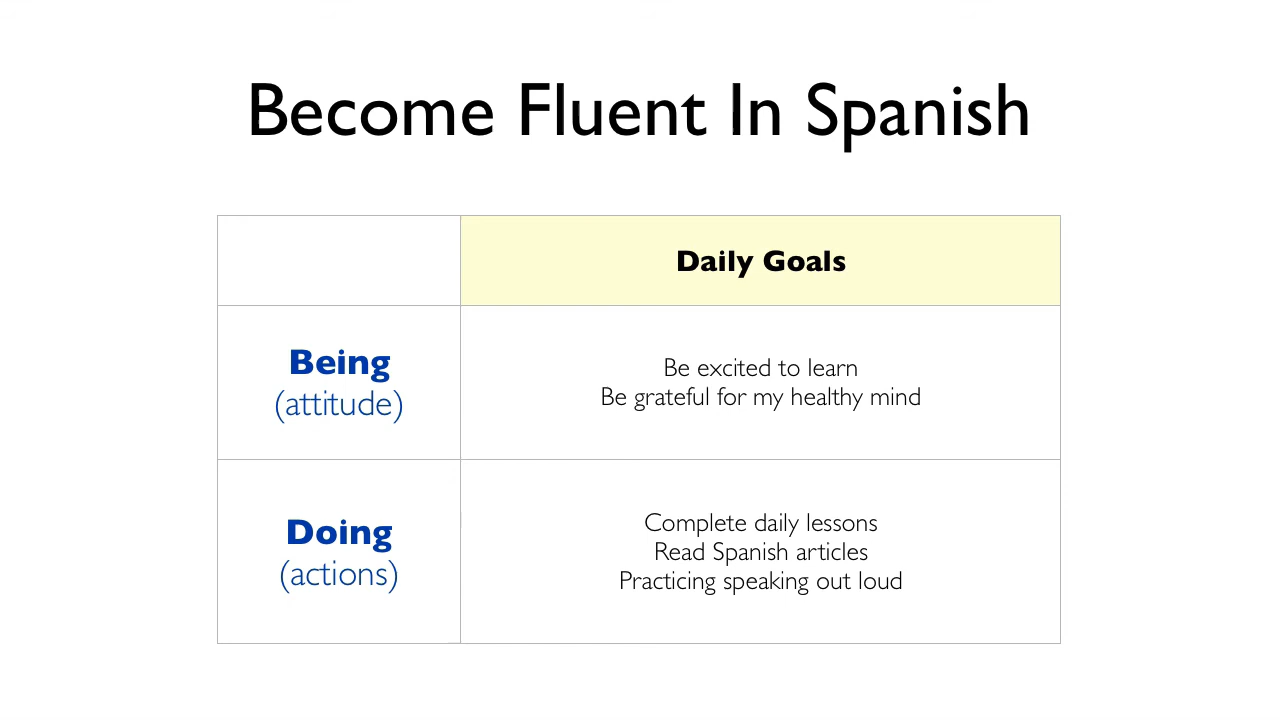 Become Fluent In Spanish
Daily Goals
Being
(attitude)
Be excited to learn
Be grateful for my healthy mind
Doing
(actions)
Complete daily lessons
Read Spanish articles
Practicing speaking out loud